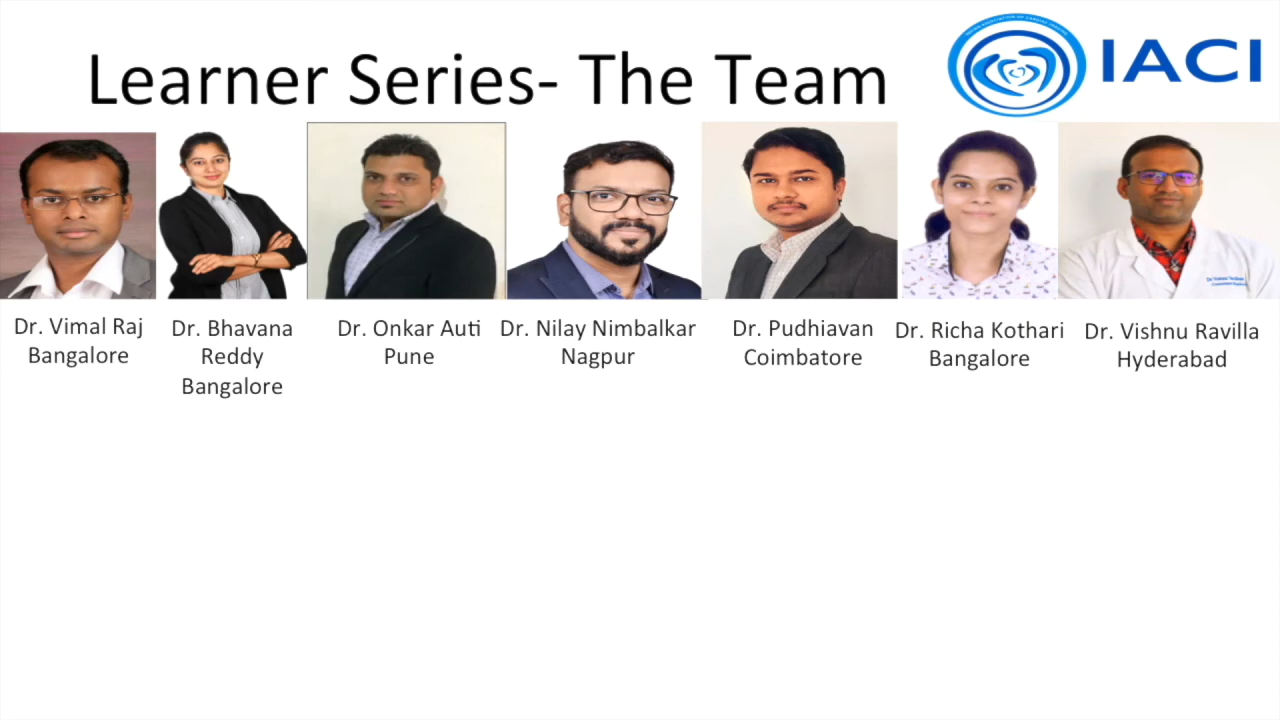 Learner Series- The Team
IACI
Dr. Vimal Raj
Bangalore
Dr. Bhavana
Reddy
Bangalore
Dr. Onkar Auti
Pune
Dr. Nilay Nimbalkar
Nagpur
Dr. Pudhiavan
Coimbatore
Dr. Richa Kothari
Bangalore
Dr. Vishnu Ravilla
Hyderabad